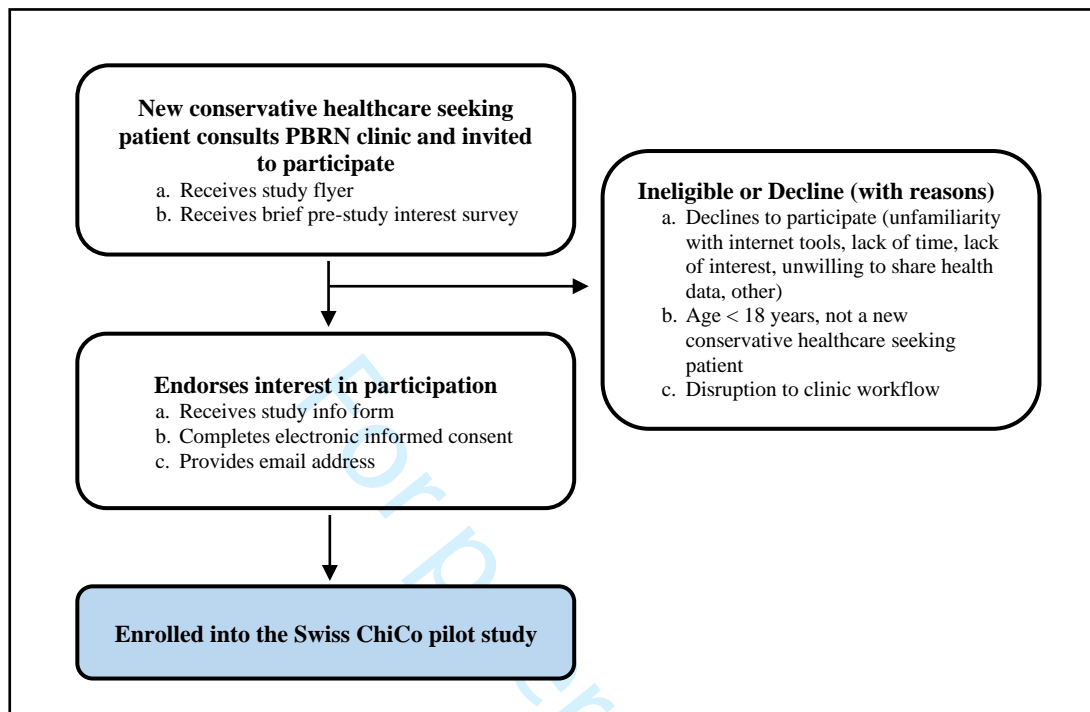 New conservative healthcare seeking
patient consults PBRN clinic and invited
to participate
a. Receives study flyer
b. Receives brief pre-study interest survey
Ineligible or Decline (with reasons)
a. Declines to participate (unfamiliarity
with internet tools, lack of time, lack
of interest, unwilling to share health
data, other)
b. Age < 18 years, not a new
conservative healthcare seeking
patient
c. Disruption to clinic workflow
Endorses interest in participation
a. Receives study info form
b. Completes electronic informed consent
c. Provides email address
Enrolled into the Swiss ChiCo pilot study
For peer